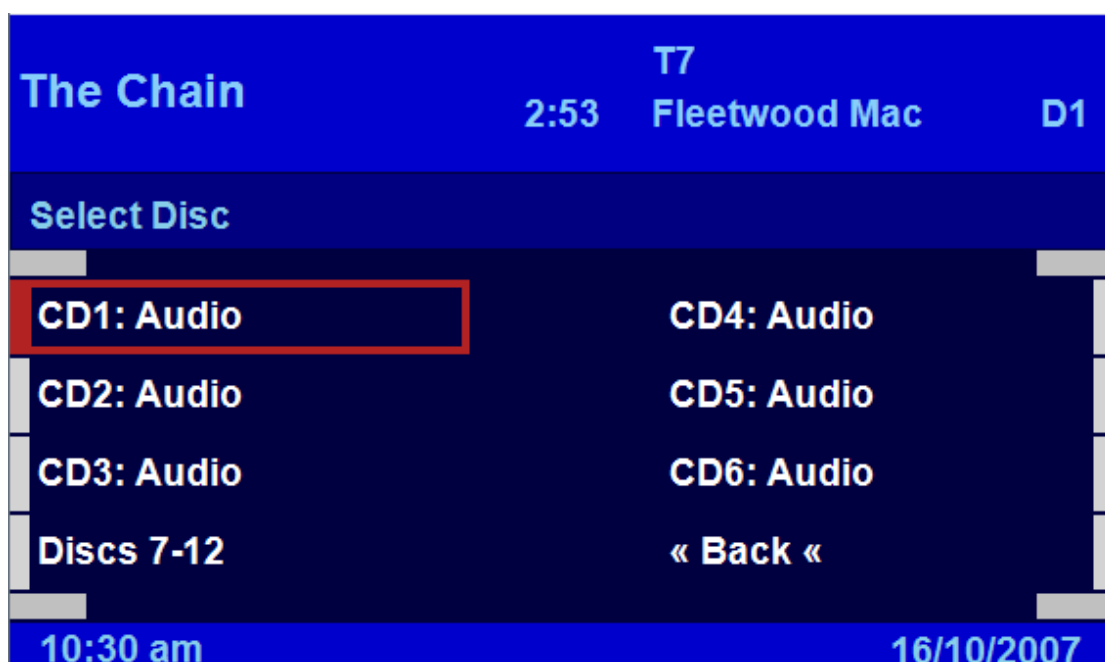 The Chain
T7
2:53 Fleetwood Mac D1
Select Disc
CD1: Audio CD4: Audio
CD2: Audio CD5: Audio
CD3: Audio CD6: Audio
Discs 7-12 « Back «
10:30 am 16/10/2007